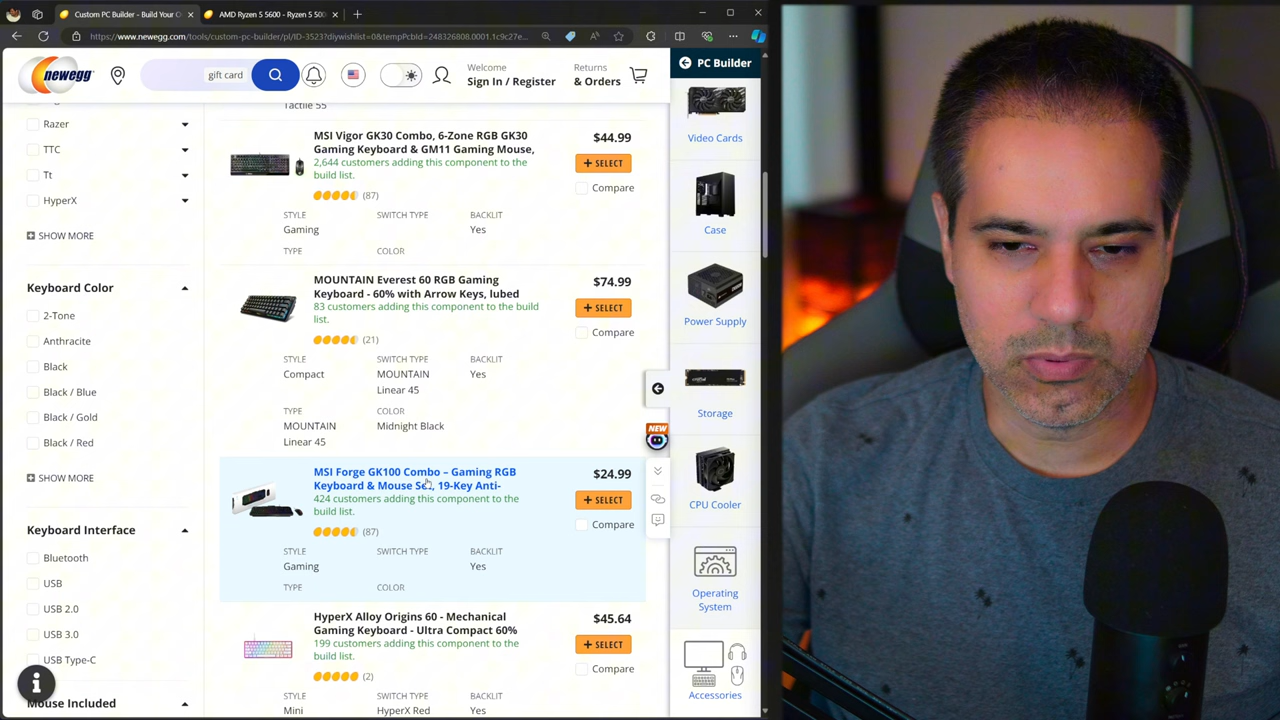 Custom PC Builder - Build Your C
AMD Ryzen 5 5600 - Ryzen 5 500
https://www.newegg.com/tools/custom-pc-builder/pl/ID-3523?diywishlist=0&tempPcbId=248326808.0001.1c9c27e...
newegg
gift card
Welcome
Sign In / Register
Returns
& Orders
PC Builder
Razer
TTC
Tt
HyperX
SHOW MORE
Keyboard Color
2-Tone
Anthracite
Black
Black / Blue
Black / Gold
Black / Red
SHOW MORE
Keyboard Interface
Bluetooth
USB
USB 2.0
USB 3.0
USB Type-C
Mouse Included
Tactile 55
MSI Vigor GK30 Combo, 6-Zone RGB GK30
Gaming Keyboard & GM11 Gaming Mouse,
2,644 customers adding this component to the
build list.
(87)
$44.99
+ SELECT
Compare
STYLE SWITCH TYPE BACKLIT
Gaming Yes
TYPE COLOR
MOUNTAIN Everest 60 RGB Gaming
Keyboard - 60% with Arrow Keys, lubed
83 customers adding this component to the build
list.
(21)
$74.99
+ SELECT
Compare
STYLE SWITCH TYPE BACKLIT
Compact MOUNTAIN Yes
Linear 45
TYPE COLOR
MOUNTAIN Midnight Black
Linear 45
MSI Forge GK100 Combo – Gaming RGB
Keyboard & Mouse Set, 19-Key Anti-
424 customers adding this component to the
build list.
(87)
$24.99
+ SELECT
Compare
STYLE SWITCH TYPE BACKLIT
Gaming Yes
TYPE COLOR
HyperX Alloy Origins 60 - Mechanical
Gaming Keyboard - Ultra Compact 60%
199 customers adding this component to the
build list.
(2)
$45.64
+ SELECT
Compare
Mini HyperX Red Yes
NEW
Video Cards
Case
Power Supply
Storage
CPU Cooler
Operating
System
Accessories